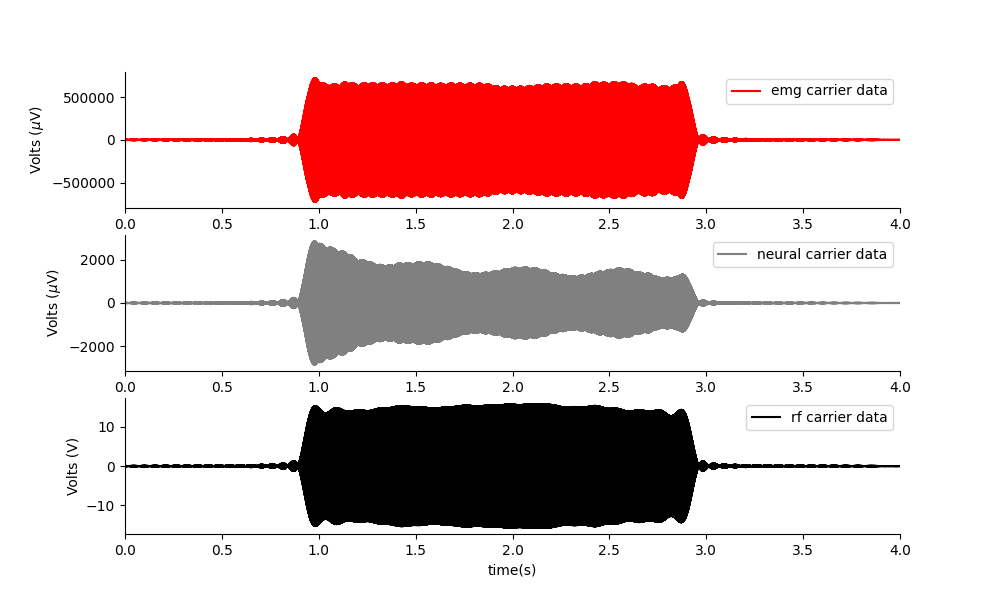 emg carrier data
Volts (μV)
500000
0
−500000
0.0 0.5 1.0 1.5 2.0 2.5 3.0 3.5 4.0
neural carrier data
Volts (μV)
2000
0
−2000
0.0 0.5 1.0 1.5 2.0 2.5 3.0 3.5 4.0
rf carrier data
Volts (V)
10
0
−10
0.0 0.5 1.0 1.5 2.0 2.5 3.0 3.5 4.0
time(s)